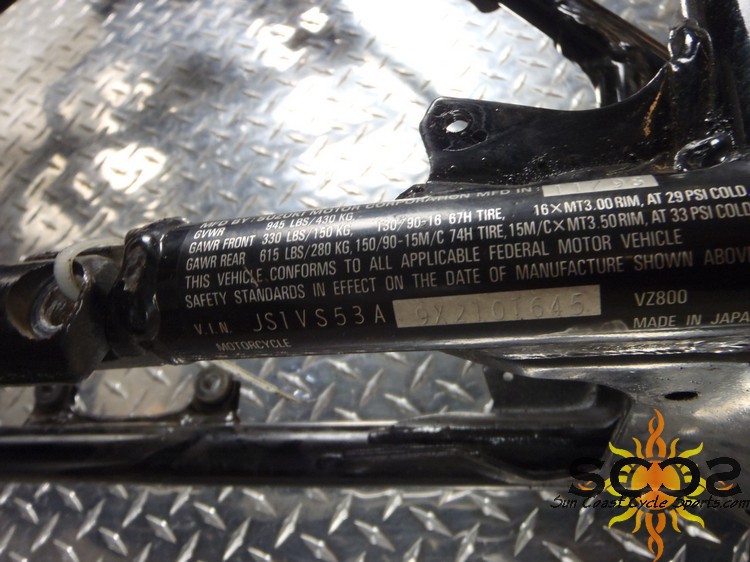 MFD BY: SUZUKI MOTOR CORPORATION MFD IN
GVWR 945 LBS/430 KG,
GAWR FRONT 330 LBS/150 KG, 130/90-16 67H TIRE, 16×MT3.00 RIM, AT 29 PSI COLD
GAWR REAR 615 LBS/280 KG, 150/90-15M/C 74H TIRE, 15M/C×MT3.50 RIM, AT 33 PSI COLD
THIS VEHICLE CONFORMS TO ALL APPLICABLE FEDERAL MOTOR VEHICLE
SAFETY STANDARDS IN EFFECT ON THE DATE OF MANUFACTURE SHOWN ABOVE
V.I.N. JS1VS53A 9X2101645 VZ800
MOTORCYCLE MADE IN JAPA
SCCS
Sun Coast Cycle Sports.com